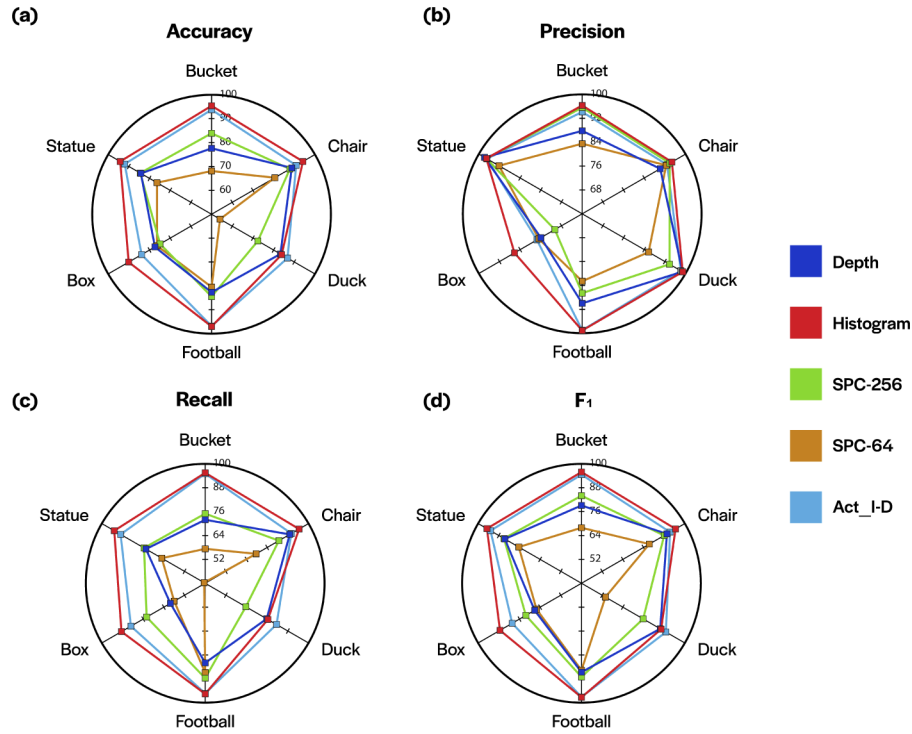 (a)
Accuracy
Bucket
100
90
80
70
60
Chair
Duck
Football
Box
Statue
(b)
Precision
Bucket
100
92
84
76
68
Chair
Duck
Football
Box
Statue
(c)
Recall
Bucket
100
88
76
64
52
Chair
Duck
Football
Box
Statue
(d)
F₁
Bucket
100
88
76
64
52
Chair
Duck
Football
Box
Statue
Depth
Histogram
SPC-256
SPC-64
Act_I-D